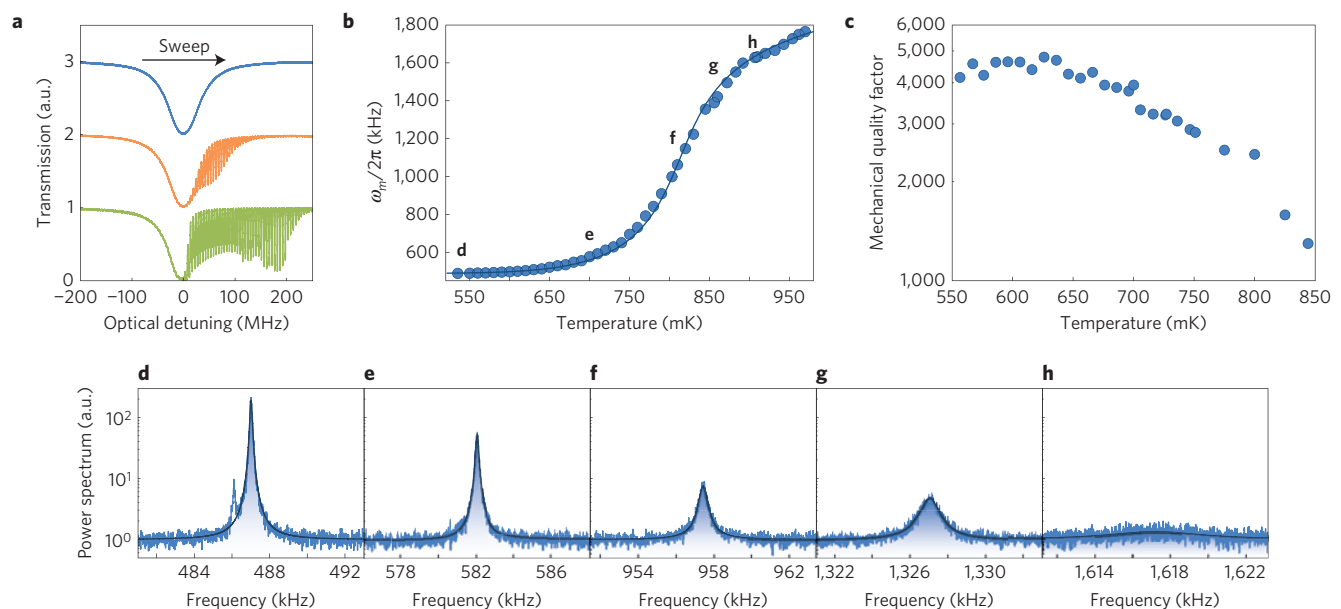 a
Sweep
3
2
1
0
Transmission (a.u.)
−200 −100 0 100 200
Optical detuning (MHz)
b
1,800
1,600
1,400
1,200
1,000
800
600
ωm/2π (kHz)
d
e
f
g
h
550 650 750 850 950
Temperature (mK)
c
6,000
5,000
4,000
3,000
2,000
1,000
Mechanical quality factor
550 600 650 700 750 800 850
Temperature (mK)
d e f g h
Power spectrum (a.u.)
10²
10¹
10⁰
484 488 492 578 582 586 954 958 962 1,322 1,326 1,330 1,614 1,618 1,622
Frequency (kHz) Frequency (kHz) Frequency (kHz) Frequency (kHz) Frequency (kHz)